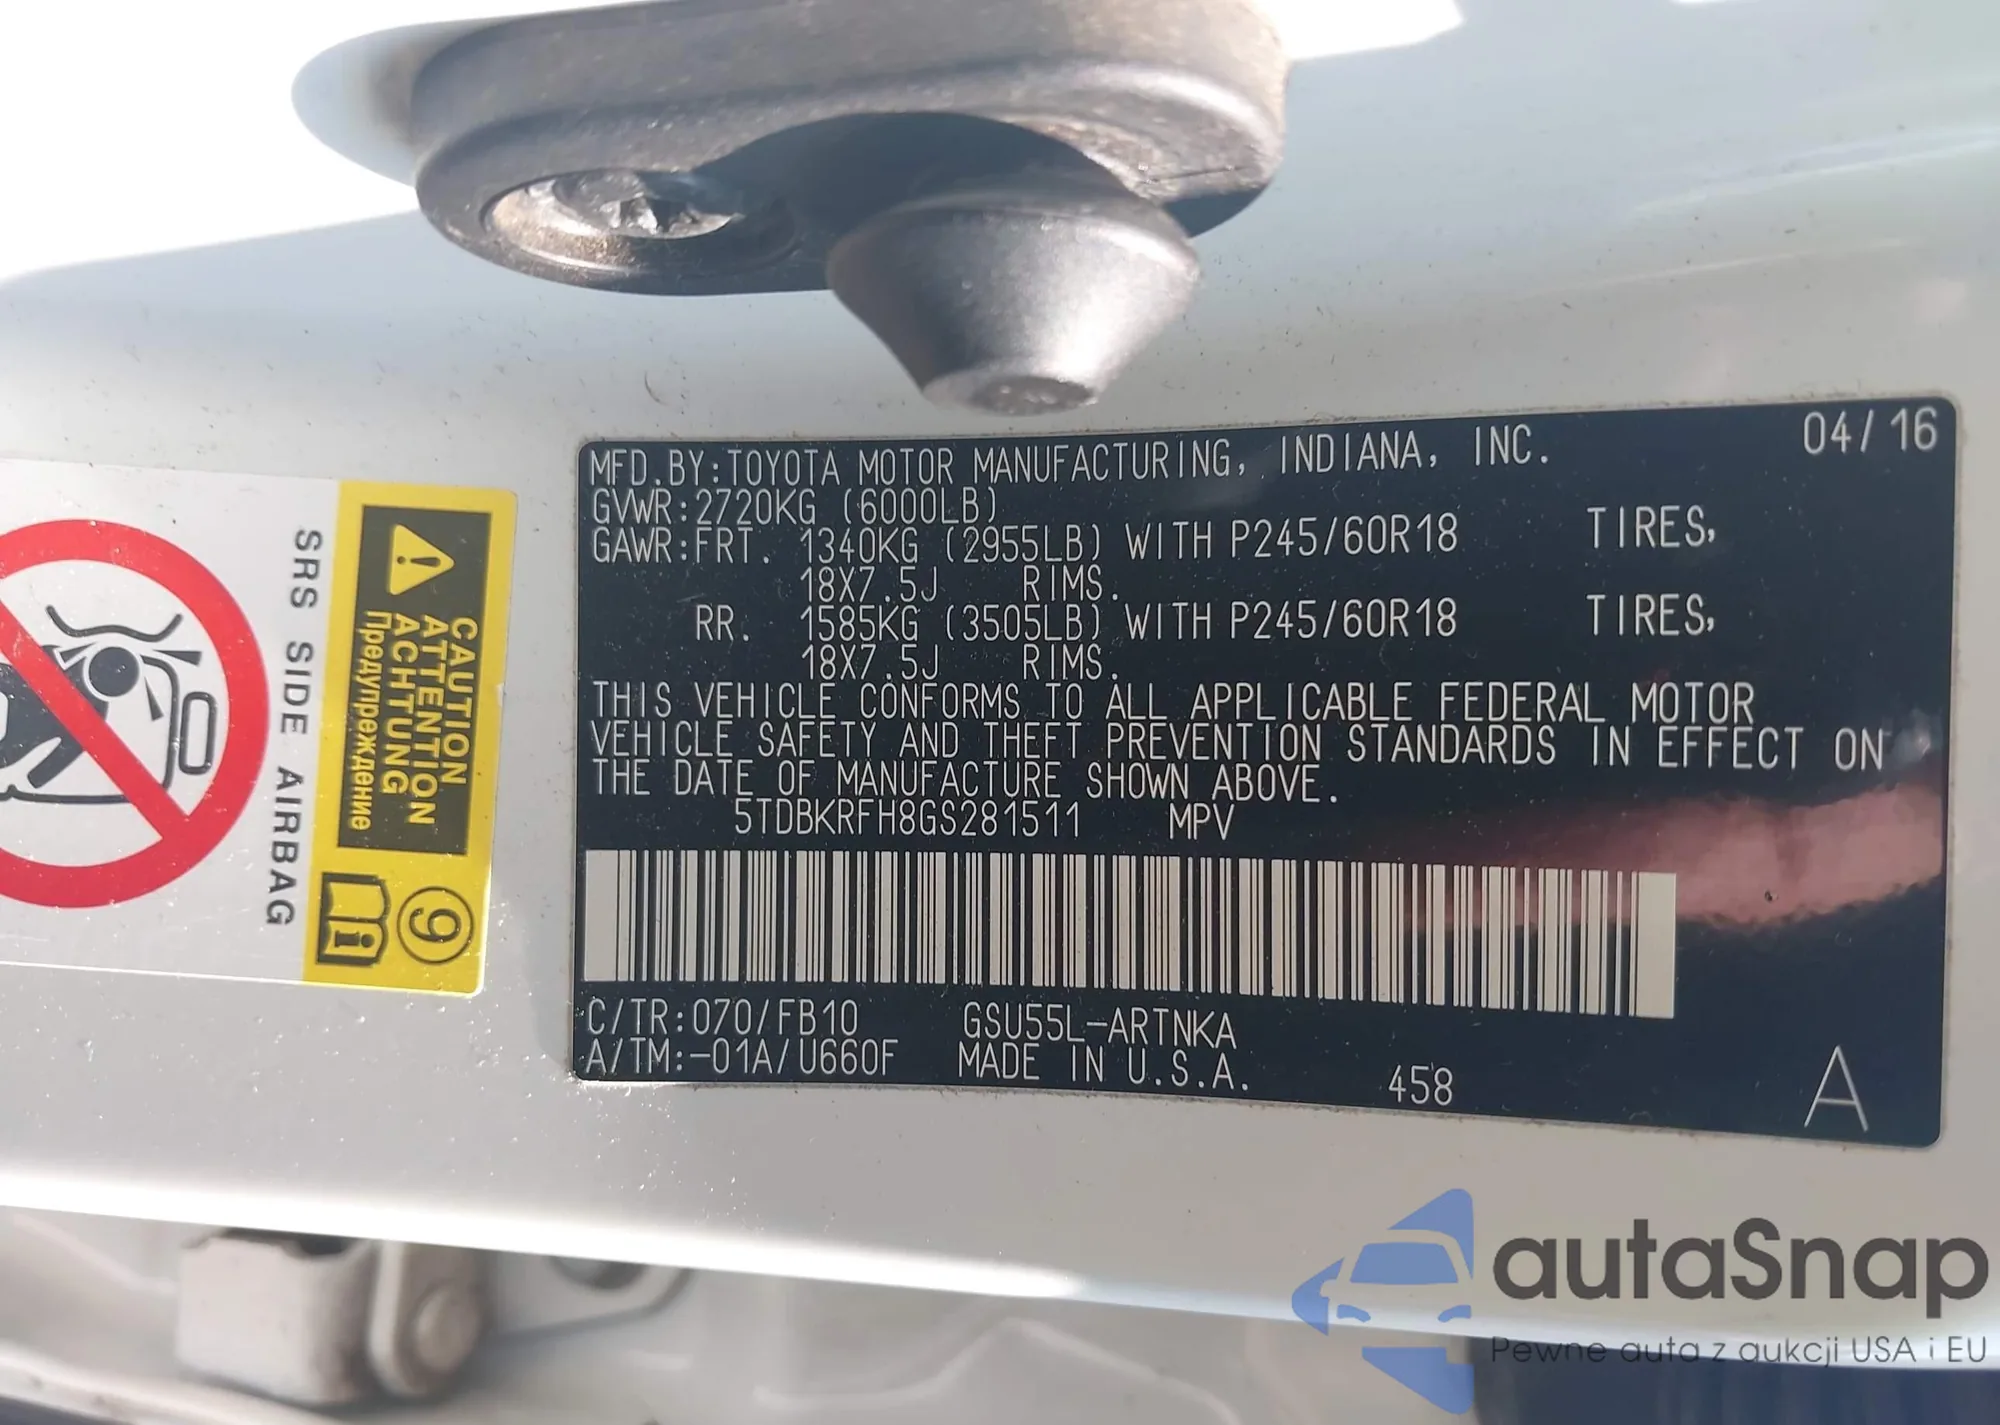 MFD.BY:TOYOTA MOTOR MANUFACTURING, INDIANA, INC. 04/16
GVWR:2720KG (6000LB)
GAWR:FRT. 1340KG (2955LB) WITH P245/60R18 TIRES,
18X7.5J RIMS.
RR. 1585KG (3505LB) WITH P245/60R18 TIRES,
18X7.5J RIMS.
THIS VEHICLE CONFORMS TO ALL APPLICABLE FEDERAL MOTOR
VEHICLE SAFETY AND THEFT PREVENTION STANDARDS IN EFFECT ON
THE DATE OF MANUFACTURE SHOWN ABOVE.
5TDBKRFH8GS281511 MPV
C/TR:070/FB10 GSU55L-ARTNKA
A/TM:-01A/U660F MADE IN U.S.A. 458 A
CAUTION
ATTENTION
ACHTUNG
Предупреждение
9
i
SRS SIDE AIRBAG
autaSnap
Pewne auta z aukcji USA i EU